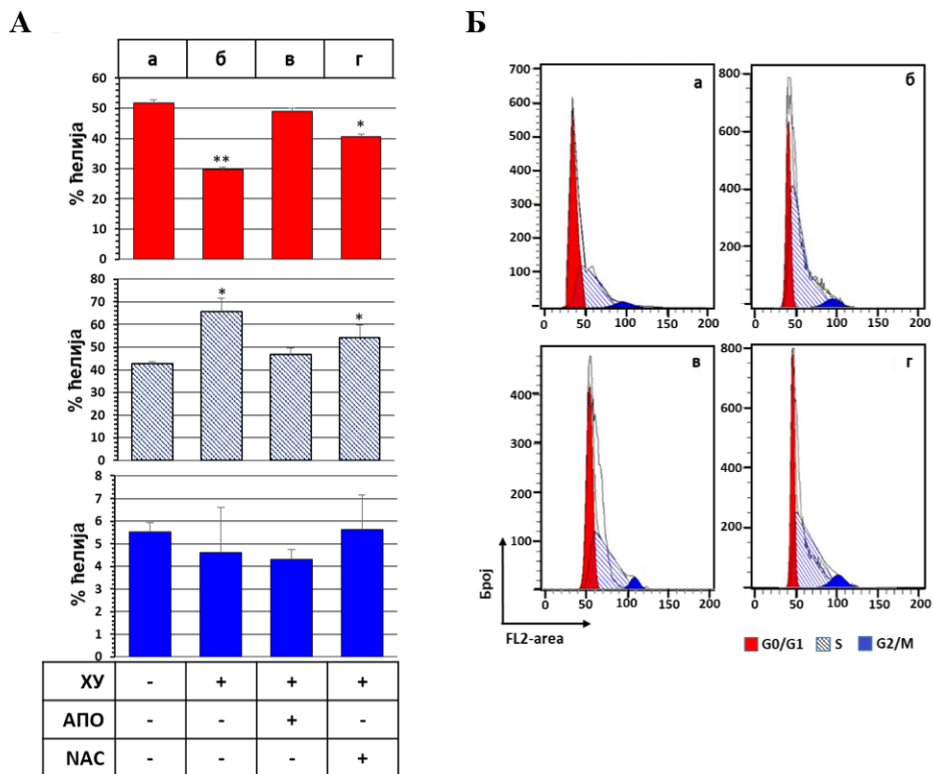 А
а б в г
60
50
40
30
20
10
0
% ћелија
** *
80
70
60
50
40
30
20
10
0
% ћелија
* *
8
7
6
5
4
3
2
1
0
% ћелија
ХУ - + + +
АПО - - + -
NAC - - - +
Б
а
700
600
500
400
300
200
100
0 50 100 150 200
б
800
600
400
200
0 50 100 150 200
в
400
300
200
100
0 50 100 150 200
г
800
600
400
200
0 50 100 150 200
Број
FL2-area
G0/G1 S G2/M